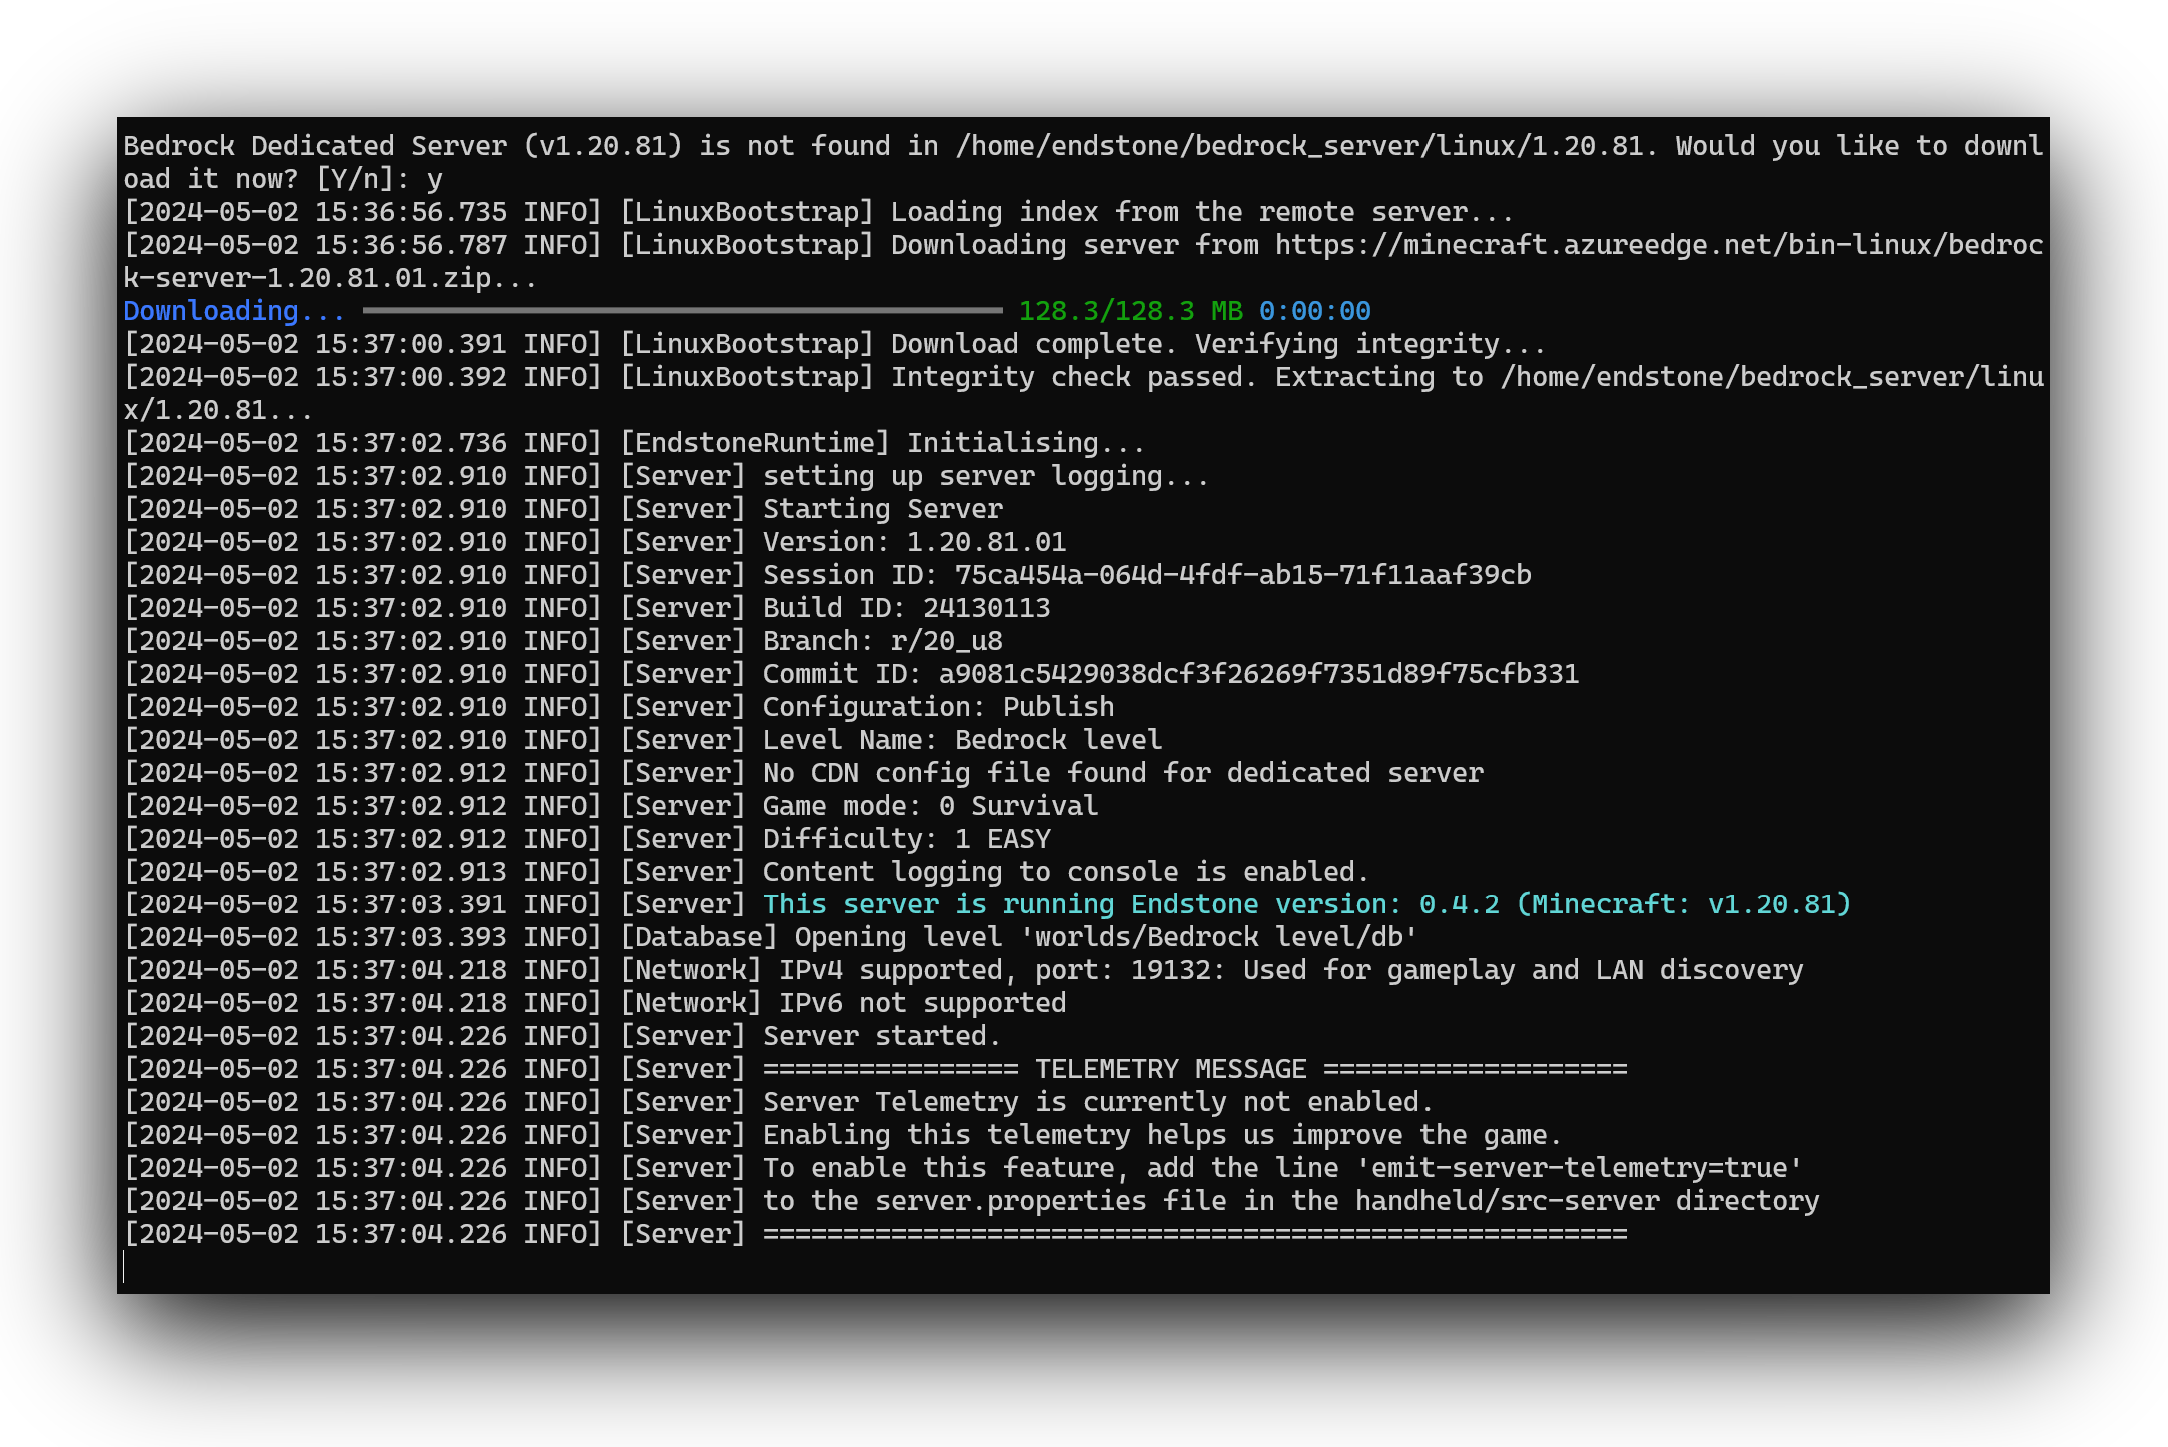 Bedrock Dedicated Server (v1.20.81) is not found in /home/endstone/bedrock_server/linux/1.20.81. Would you like to downl
oad it now? [Y/n]: y
[2024-05-02 15:36:56.735 INFO] [LinuxBootstrap] Loading index from the remote server...
[2024-05-02 15:36:56.787 INFO] [LinuxBootstrap] Downloading server from https://minecraft.azureedge.net/bin-linux/bedroc
k-server-1.20.81.01.zip...
Downloading... 128.3/128.3 MB 0:00:00
[2024-05-02 15:37:00.391 INFO] [LinuxBootstrap] Download complete. Verifying integrity...
[2024-05-02 15:37:00.392 INFO] [LinuxBootstrap] Integrity check passed. Extracting to /home/endstone/bedrock_server/linu
x/1.20.81...
[2024-05-02 15:37:02.736 INFO] [EndstoneRuntime] Initialising...
[2024-05-02 15:37:02.910 INFO] [Server] setting up server logging...
[2024-05-02 15:37:02.910 INFO] [Server] Starting Server
[2024-05-02 15:37:02.910 INFO] [Server] Version: 1.20.81.01
[2024-05-02 15:37:02.910 INFO] [Server] Session ID: 75ca454a-064d-4fdf-ab15-71f11aaf39cb
[2024-05-02 15:37:02.910 INFO] [Server] Build ID: 24130113
[2024-05-02 15:37:02.910 INFO] [Server] Branch: r/20_u8
[2024-05-02 15:37:02.910 INFO] [Server] Commit ID: a9081c5429038dcf3f26269f7351d89f75cfb331
[2024-05-02 15:37:02.910 INFO] [Server] Configuration: Publish
[2024-05-02 15:37:02.910 INFO] [Server] Level Name: Bedrock level
[2024-05-02 15:37:02.912 INFO] [Server] No CDN config file found for dedicated server
[2024-05-02 15:37:02.912 INFO] [Server] Game mode: 0 Survival
[2024-05-02 15:37:02.912 INFO] [Server] Difficulty: 1 EASY
[2024-05-02 15:37:02.913 INFO] [Server] Content logging to console is enabled.
[2024-05-02 15:37:03.391 INFO] [Server] This server is running Endstone version: 0.4.2 (Minecraft: v1.20.81)
[2024-05-02 15:37:03.393 INFO] [Database] Opening level 'worlds/Bedrock level/db'
[2024-05-02 15:37:04.218 INFO] [Network] IPv4 supported, port: 19132: Used for gameplay and LAN discovery
[2024-05-02 15:37:04.218 INFO] [Network] IPv6 not supported
[2024-05-02 15:37:04.226 INFO] [Server] Server started.
[2024-05-02 15:37:04.226 INFO] [Server] ================ TELEMETRY MESSAGE ===================
[2024-05-02 15:37:04.226 INFO] [Server] Server Telemetry is currently not enabled.
[2024-05-02 15:37:04.226 INFO] [Server] Enabling this telemetry helps us improve the game.
[2024-05-02 15:37:04.226 INFO] [Server] To enable this feature, add the line 'emit-server-telemetry=true'
[2024-05-02 15:37:04.226 INFO] [Server] to the server.properties file in the handheld/src-server directory
[2024-05-02 15:37:04.226 INFO] [Server] ======================================================